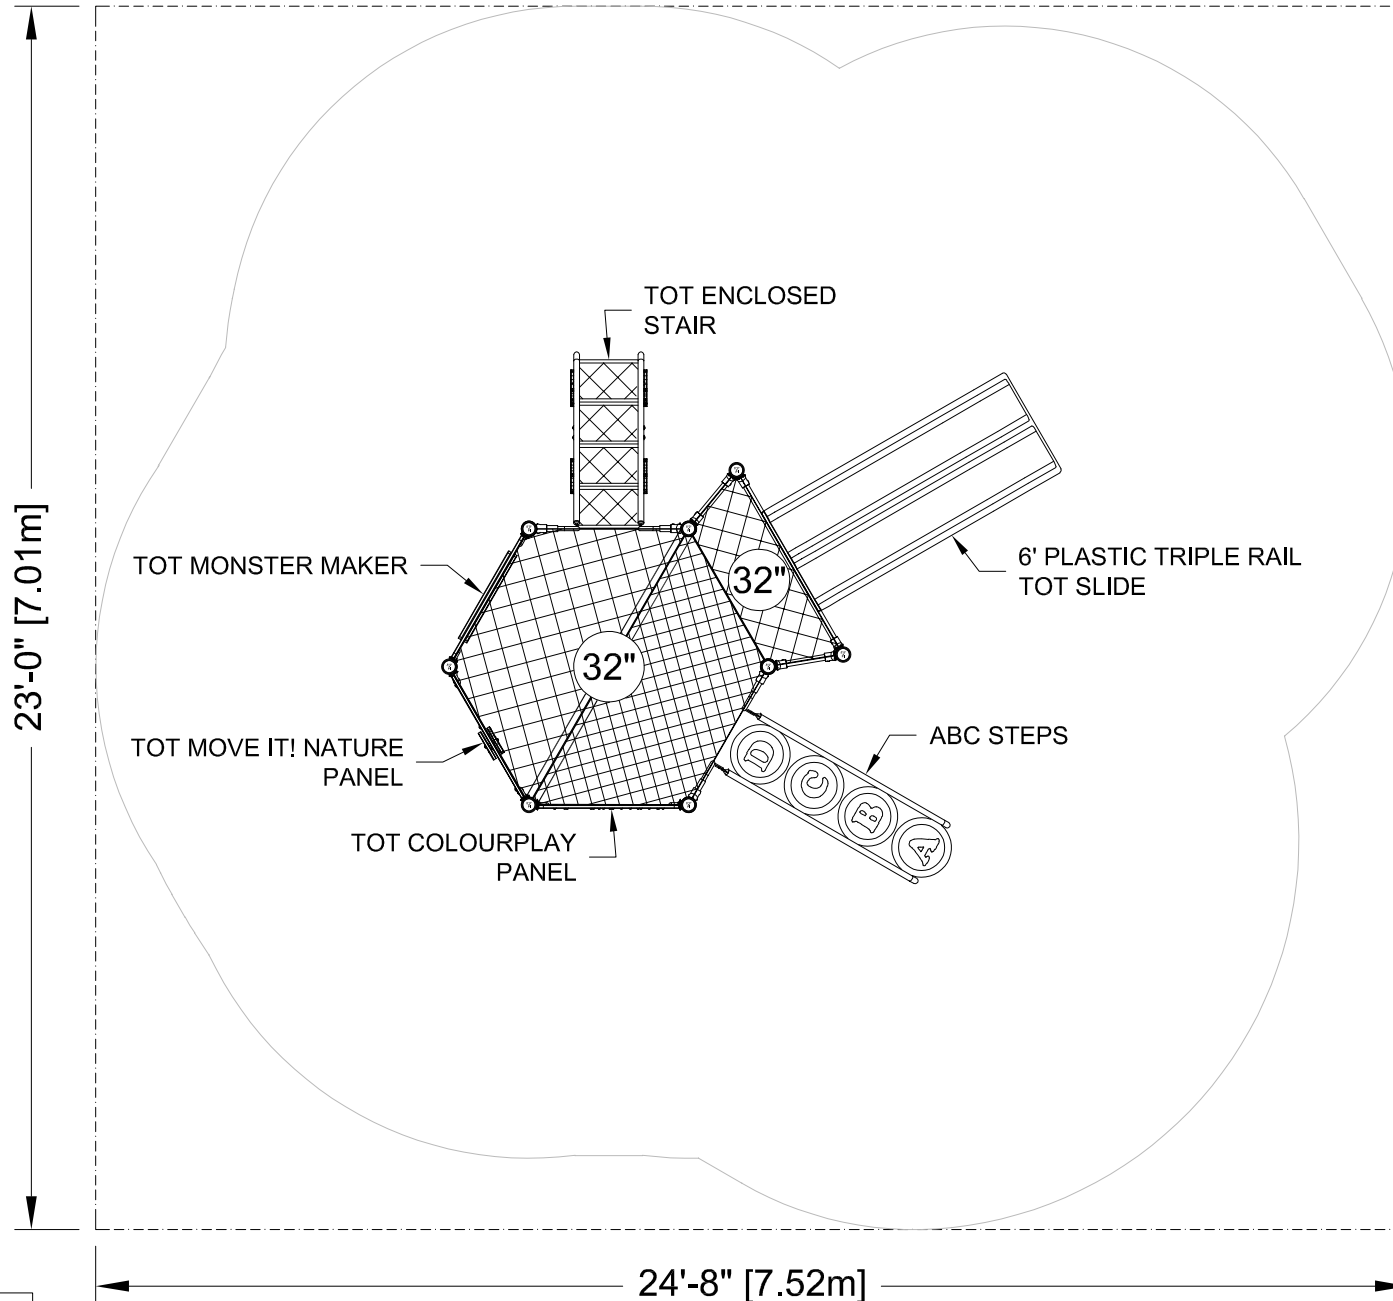 TOT ENCLOSED
STAIR
TOT MONSTER MAKER
6' PLASTIC TRIPLE RAIL
TOT SLIDE
32"
32"
23'-0" [7.01m]
TOT MOVE IT! NATURE
PANEL
ABC STEPS
D
C
B
A
TOT COLOURPLAY
PANEL
24'-8" [7.52m]